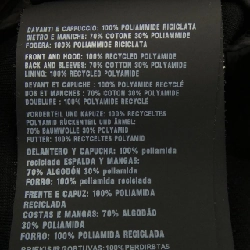 DAVANTI & CAPPUCCIO: 100% POLIAMMIDE RICICLATA
DIETRO E MANICHE: 70% COTONE 30% POLIAMMIDE
FODERA: 100% POLIAMMIDE RICICLATA
FRONT AND HOOD: 100% RECYCLED POLYAMIDE
BACK AND SLEEVES: 70% COTTON 30% POLYAMIDE
LINING: 100% RECYCLED POLYAMIDE
DEVANT ET CAPUCHE: 100% POLYAMIDE RECYCLÉ
DOS ET MANCHES: 70% COTON 30% POLYAMIDE
DOUBLURE: 100% POLYAMIDE RECYCLÉ
VORDERTEIL UND KAPUZE: 100% RECYCELTES
POLYAMID RÜCKENTEIL UND ÄRMEL:
70% BAUMWOLLE 30% POLYAMID
FUTTER: 100% RECYCELTES POLYAMID
DELANTERO Y CAPUCHA: 100% poliamida
reciclada ESPALDA Y MANGAS:
70% ALGODÓN 30% poliamida
FORRO: 100% poliamida reciclada
FRENTE E CAPUZ: 100% POLIAMIDA
RECICLADA
COSTAS E MANGAS: 70% ALGODÃO
30% POLIAMIDA
FORRO: 100% POLIAMIDA RECICLADA